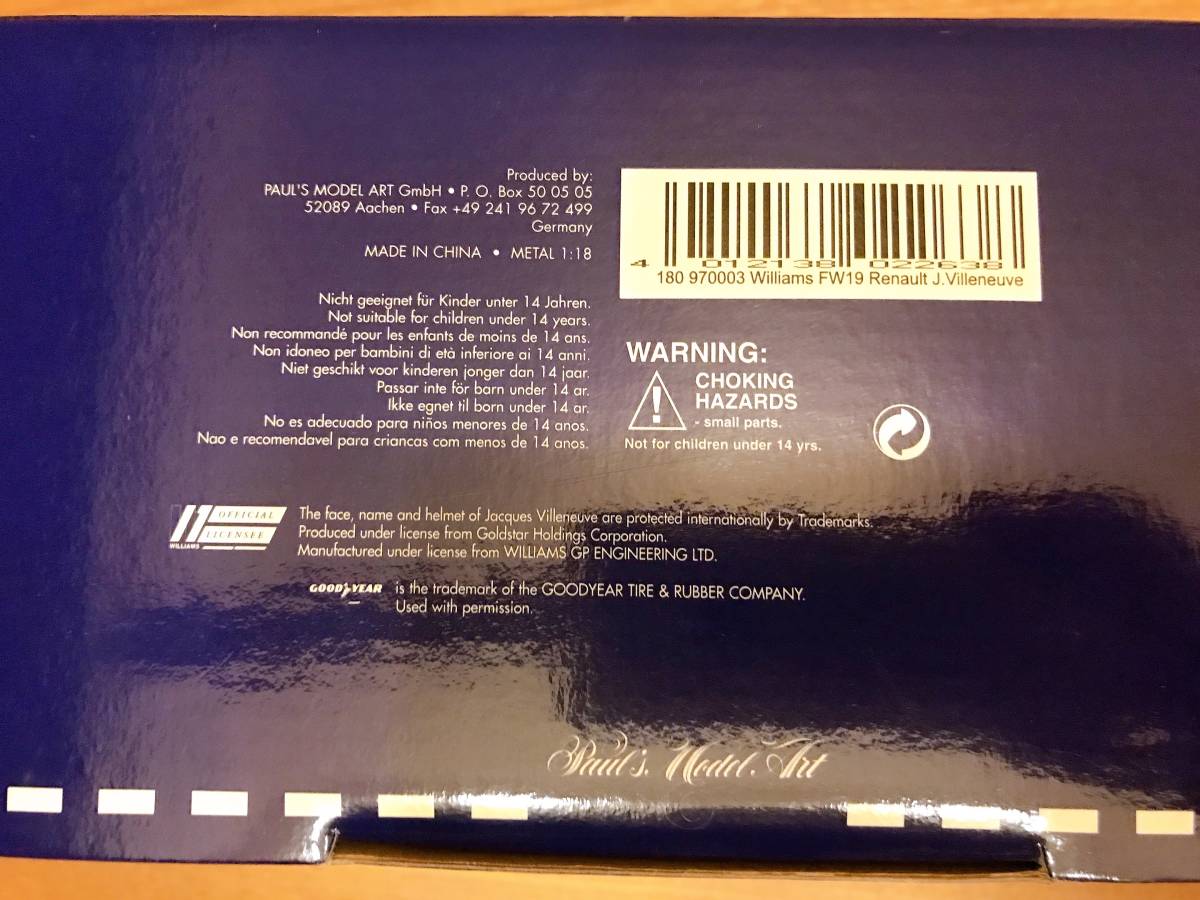 Produced by:
PAUL'S MODEL ART GmbH • P. O. Box 50 05 05
52089 Aachen • Fax +49 241 96 72 499
Germany
MADE IN CHINA • METAL 1:18
Nicht geeignet für Kinder unter 14 Jahren.
Not suitable for children under 14 years.
Non recommandé pour les enfants de moins de 14 ans.
Non idoneo per bambini di età inferiore ai 14 anni.
Niet geschikt voor kinderen jonger dan 14 jaar.
Passar inte för barn under 14 ar.
Ikke egnet til born under 14 ar.
No es adecuado para niños menores de 14 anos.
Nao e recomendavel para criancas com menos de 14 anos.
4 012138 022638
180 970003 Williams FW19 Renault J.Villeneuve
WARNING:
CHOKING
HAZARDS
- small parts.
Not for children under 14 yrs.
OFFICIAL
LICENSEE
WILLIAMS
The face, name and helmet of Jacques Villeneuve are protected internationally by Trademarks.
Produced under license from Goldstar Holdings Corporation.
Manufactured under license from WILLIAMS GP ENGINEERING LTD.
GOODYEAR is the trademark of the GOODYEAR TIRE & RUBBER COMPANY.
Used with permission.
Paul's Model Art